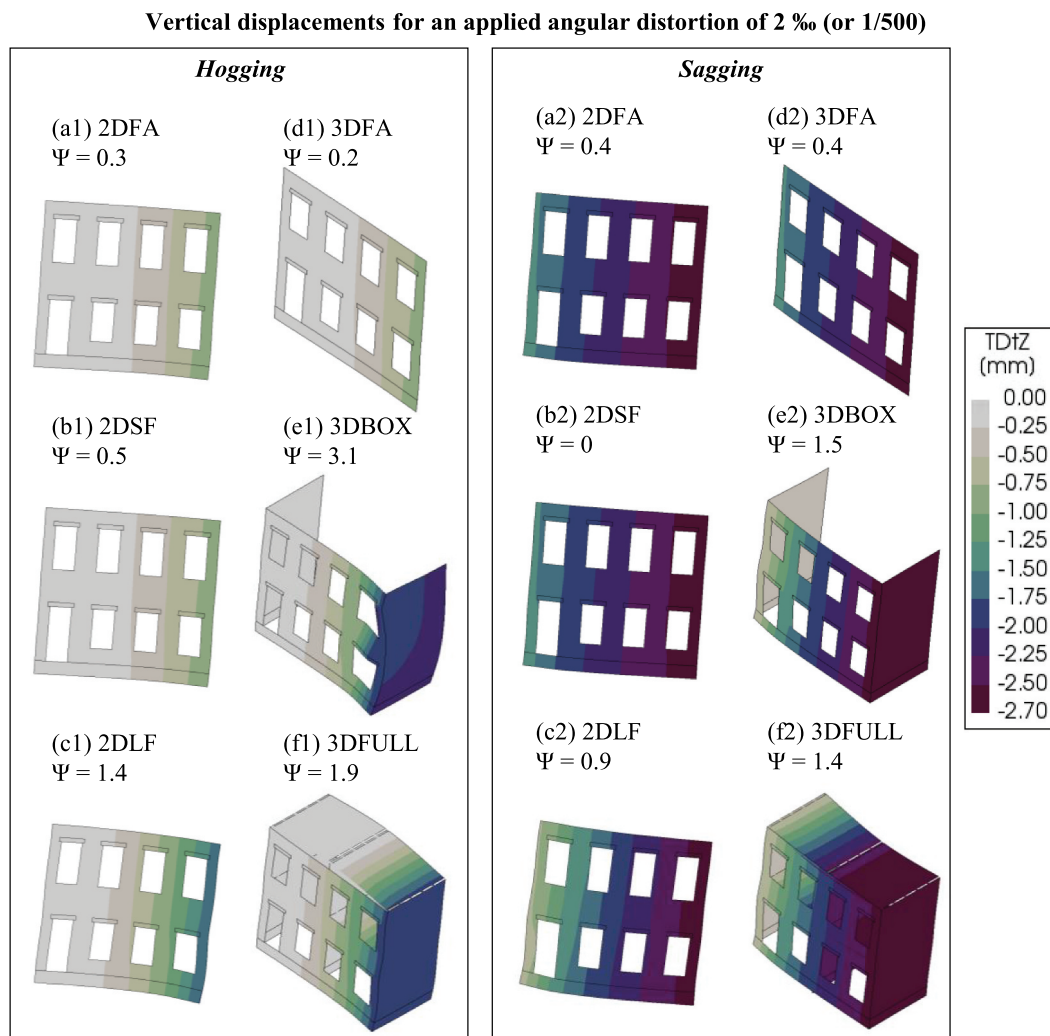 Vertical displacements for an applied angular distortion of 2 ‰ (or 1/500)
Hogging
(a1) 2DFA
Ψ = 0.3
(d1) 3DFA
Ψ = 0.2
(b1) 2DSF
Ψ = 0.5
(e1) 3DBOX
Ψ = 3.1
(c1) 2DLF
Ψ = 1.4
(f1) 3DFULL
Ψ = 1.9
Sagging
(a2) 2DFA
Ψ = 0.4
(d2) 3DFA
Ψ = 0.4
(b2) 2DSF
Ψ = 0
(e2) 3DBOX
Ψ = 1.5
(c2) 2DLF
Ψ = 0.9
(f2) 3DFULL
Ψ = 1.4
TDtZ
(mm)
0.00
-0.25
-0.50
-0.75
-1.00
-1.25
-1.50
-1.75
-2.00
-2.25
-2.50
-2.70